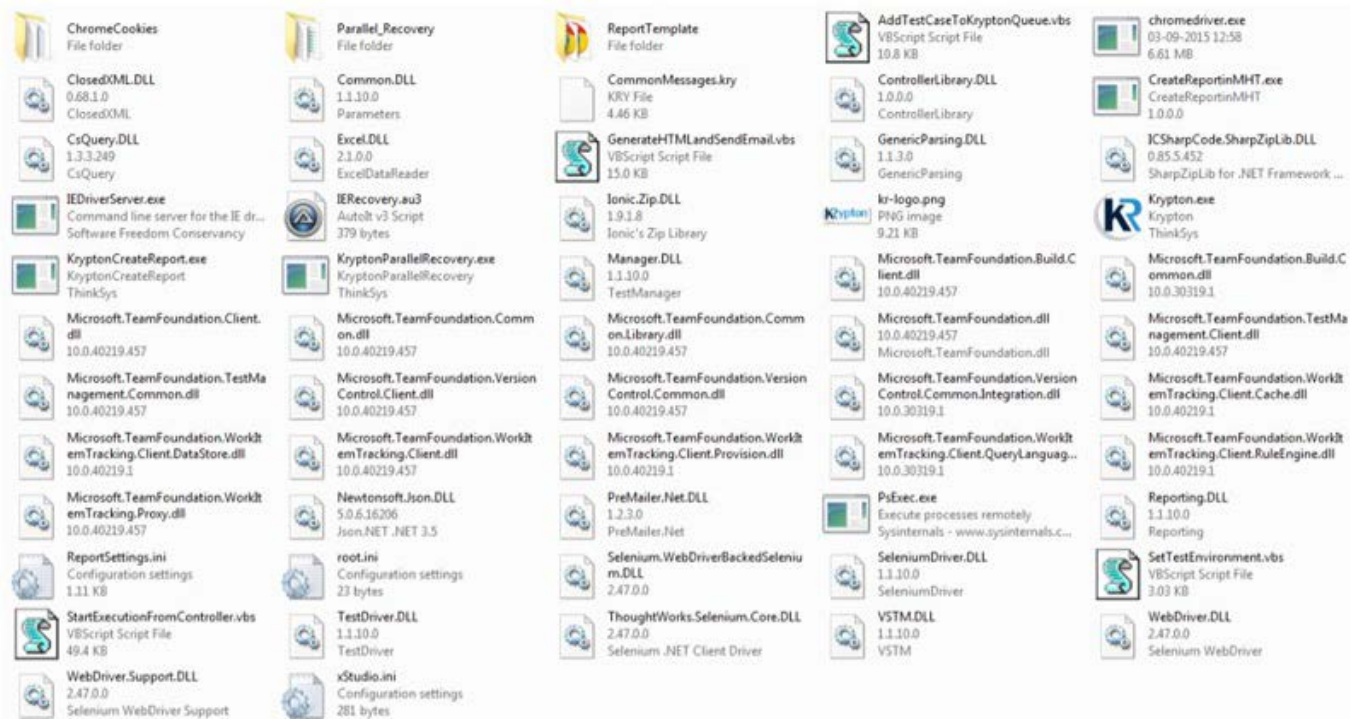 ChromeCookies
File folder
Parallel_Recovery
File folder
ReportTemplate
File folder
AddTestCaseToKryptonQueue.vbs
VBScript Script File
10.8 KB
chromedriver.exe
03-09-2015 12:58
6.61 MB
ClosedXML.DLL
0.68.1.0
ClosedXML
Common.DLL
1.1.10.0
Parameters
CommonMessages.kry
KRY File
4.46 KB
ControllerLibrary.DLL
1.0.0.0
ControllerLibrary
CreateReportinMHT.exe
CreateReportinMHT
1.0.0.0
CsQuery.DLL
1.3.3.249
CsQuery
Excel.DLL
2.1.0.0
ExcelDataReader
GenerateHTMLandSendEmail.vbs
VBScript Script File
15.0 KB
GenericParsing.DLL
1.1.3.0
GenericParsing
ICSharpCode.SharpZipLib.DLL
0.85.5.452
SharpZipLib for .NET Framework ...
IEDriverServer.exe
Command line server for the IE dr...
Software Freedom Conservancy
IERecovery.au3
AutoIt v3 Script
379 bytes
Ionic.Zip.DLL
1.9.1.8
Ionic's Zip Library
Krypton
kr-logo.png
PNG image
9.21 KB
KR
Krypton.exe
Krypton
ThinkSys
KryptonCreateReport.exe
KryptonCreateReport
ThinkSys
KryptonParallelRecovery.exe
KryptonParallelRecovery
ThinkSys
Manager.DLL
1.1.10.0
TestManager
Microsoft.TeamFoundation.Build.C
lient.dll
10.0.40219.457
Microsoft.TeamFoundation.Build.C
ommon.dll
10.0.30319.1
Microsoft.TeamFoundation.Client.
dll
10.0.40219.457
Microsoft.TeamFoundation.Comm
on.dll
10.0.40219.457
Microsoft.TeamFoundation.Comm
on.Library.dll
10.0.40219.457
Microsoft.TeamFoundation.dll
10.0.40219.457
Microsoft.TeamFoundation.dll
Microsoft.TeamFoundation.TestMa
nagement.Client.dll
10.0.40219.457
Microsoft.TeamFoundation.TestMa
nagement.Common.dll
10.0.40219.457
Microsoft.TeamFoundation.Version
Control.Client.dll
10.0.40219.457
Microsoft.TeamFoundation.Version
Control.Common.dll
10.0.40219.457
Microsoft.TeamFoundation.Version
Control.Common.Integration.dll
10.0.30319.1
Microsoft.TeamFoundation.WorkIt
emTracking.Client.Cache.dll
10.0.40219.1
Microsoft.TeamFoundation.WorkIt
emTracking.Client.DataStore.dll
10.0.40219.1
Microsoft.TeamFoundation.WorkIt
emTracking.Client.dll
10.0.40219.457
Microsoft.TeamFoundation.WorkIt
emTracking.Client.Provision.dll
10.0.40219.1
Microsoft.TeamFoundation.WorkIt
emTracking.Client.QueryLanguag...
10.0.30319.1
Microsoft.TeamFoundation.WorkIt
emTracking.Client.RuleEngine.dll
10.0.40219.1
Microsoft.TeamFoundation.WorkIt
emTracking.Proxy.dll
10.0.40219.457
Newtonsoft.Json.DLL
5.0.6.16206
Json.NET .NET 3.5
PreMailer.Net.DLL
1.2.3.0
PreMailer.Net
PsExec.exe
Execute processes remotely
Sysinternals - www.sysinternals.c...
Reporting.DLL
1.1.10.0
Reporting
ReportSettings.ini
Configuration settings
1.11 KB
root.ini
Configuration settings
23 bytes
Selenium.WebDriverBackedSeleniu
m.DLL
2.47.0.0
SeleniumDriver.DLL
1.1.10.0
SeleniumDriver
SetTestEnvironment.vbs
VBScript Script File
3.03 KB
StartExecutionFromController.vbs
VBScript Script File
49.4 KB
TestDriver.DLL
1.1.10.0
TestDriver
ThoughtWorks.Selenium.Core.DLL
2.47.0.0
Selenium .NET Client Driver
VSTM.DLL
1.1.10.0
VSTM
WebDriver.DLL
2.47.0.0
Selenium WebDriver
WebDriver.Support.DLL
2.47.0.0
Selenium WebDriver Support
xStudio.ini
Configuration settings
281 bytes